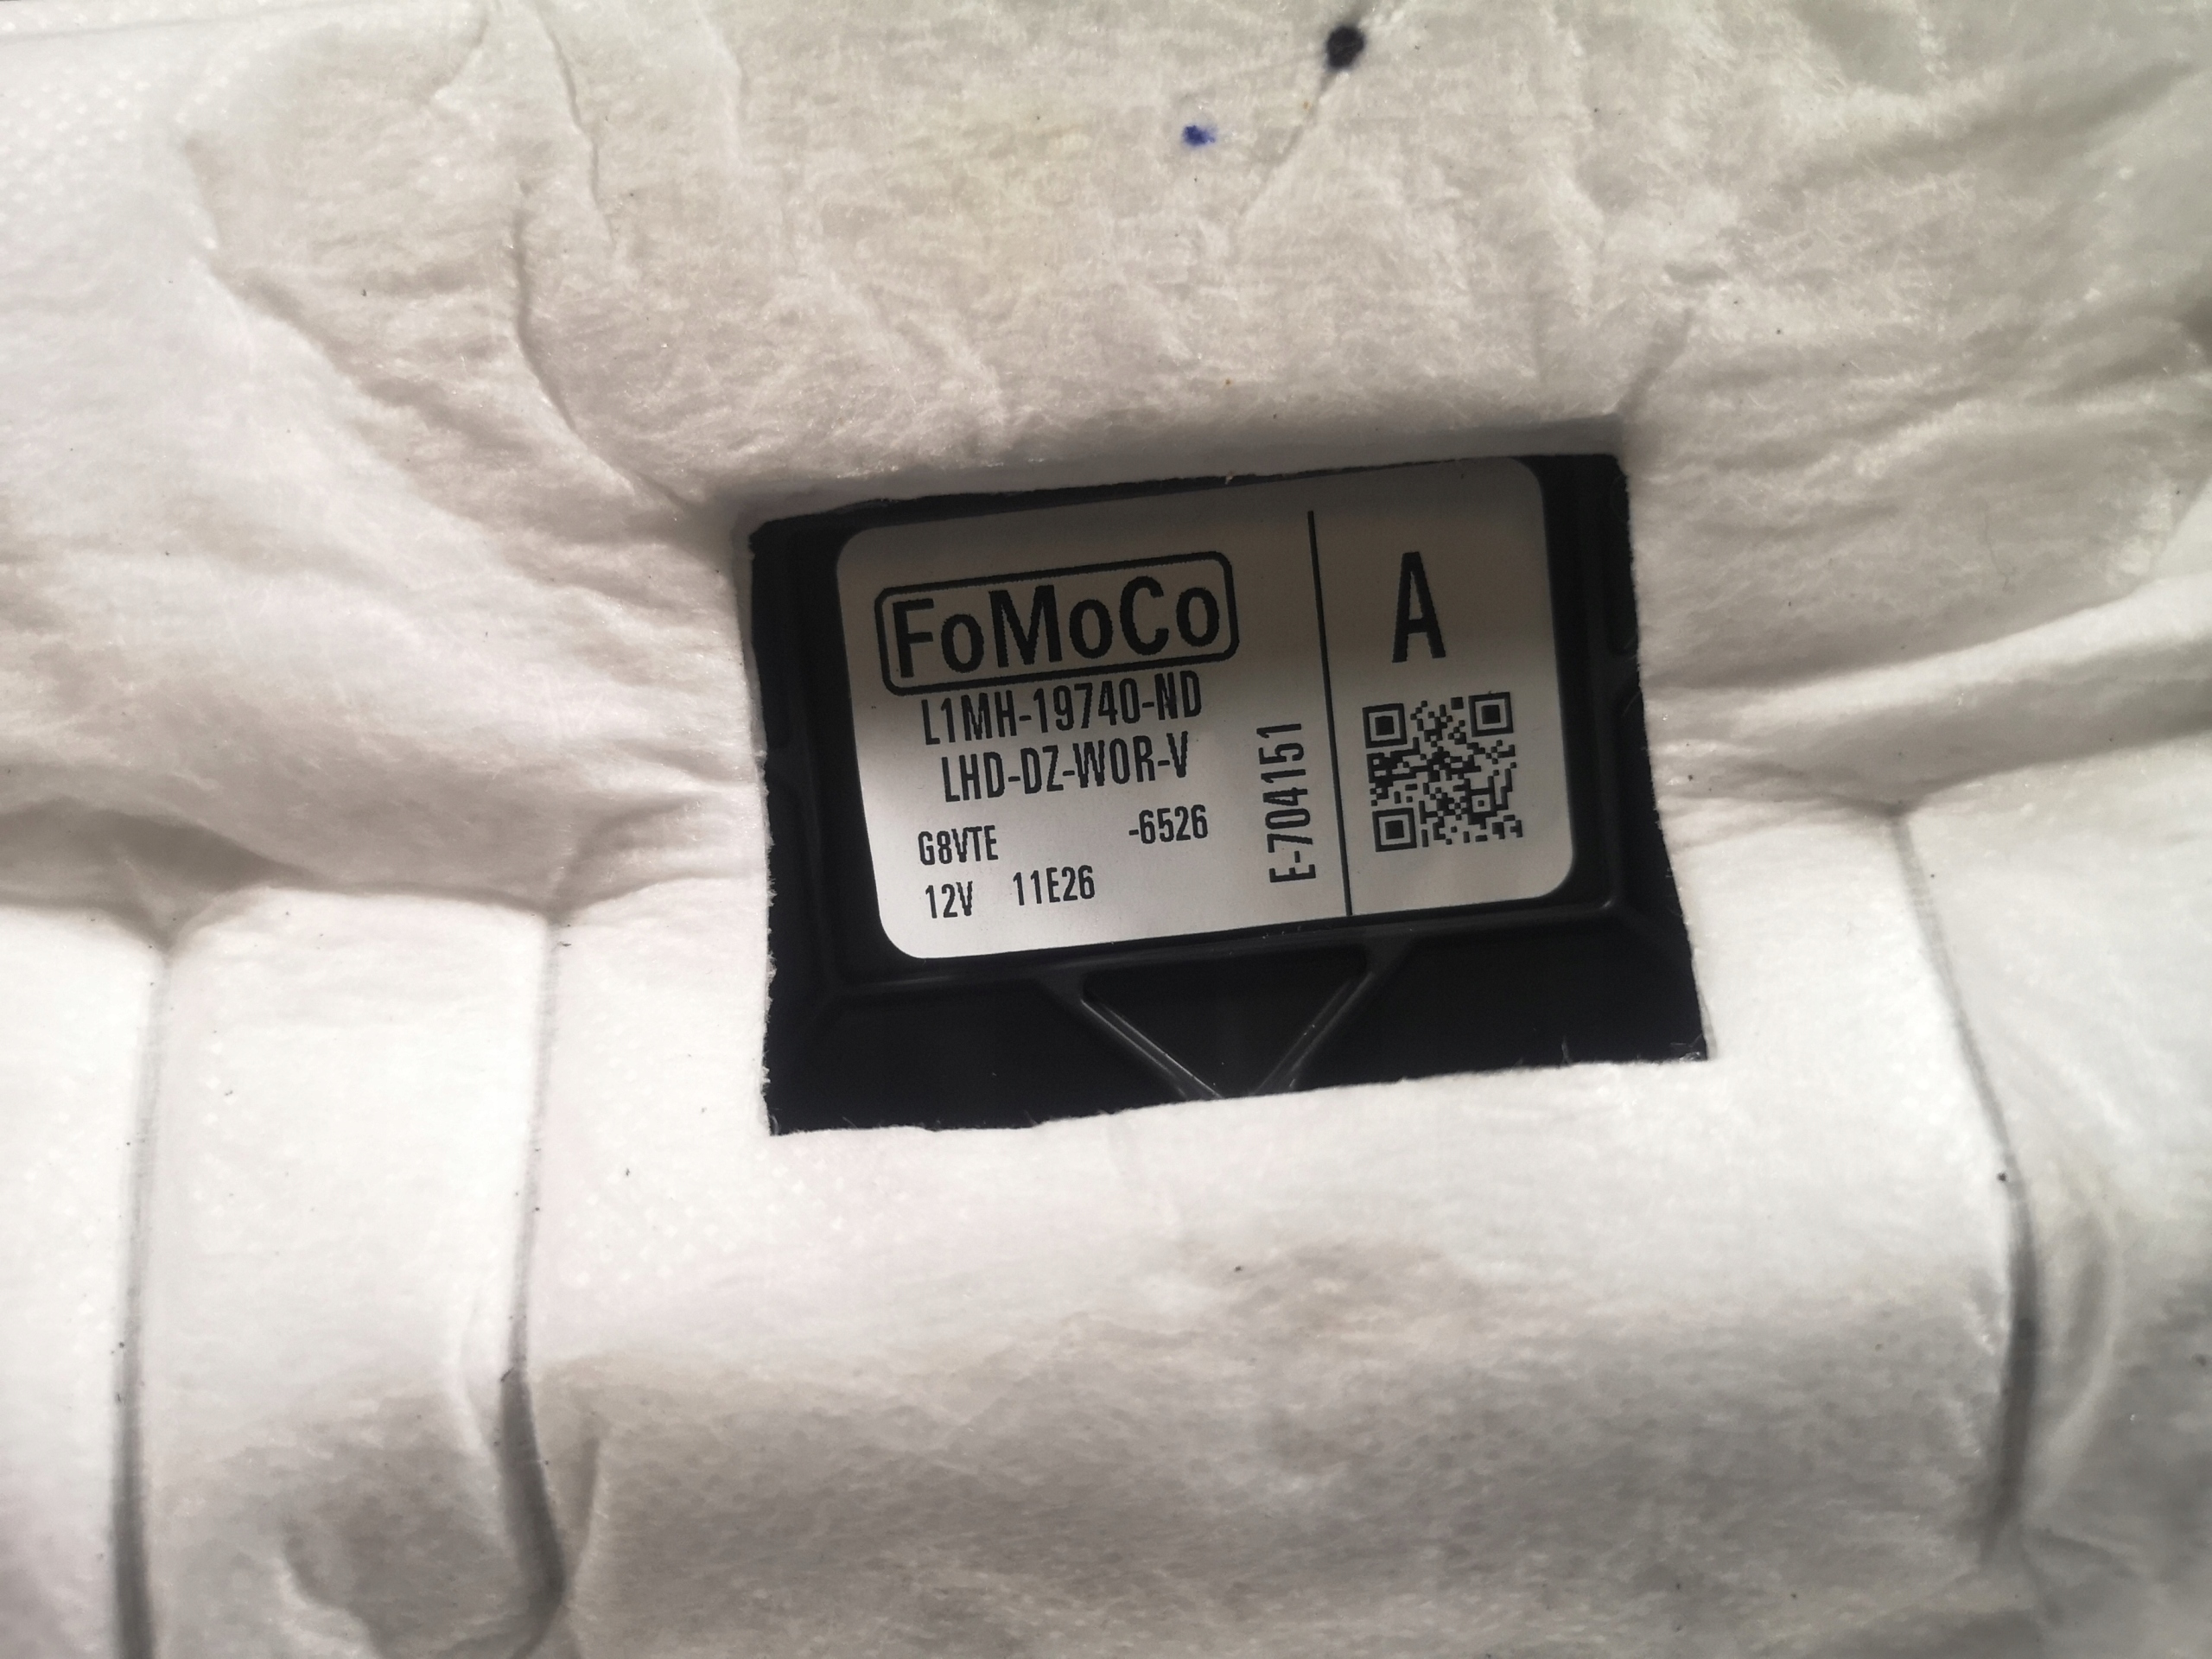 FoMoCo
L1MH-19740-ND
LHD-DZ-WOR-V
G8VTE -6526
12V 11E26
E-704151
A